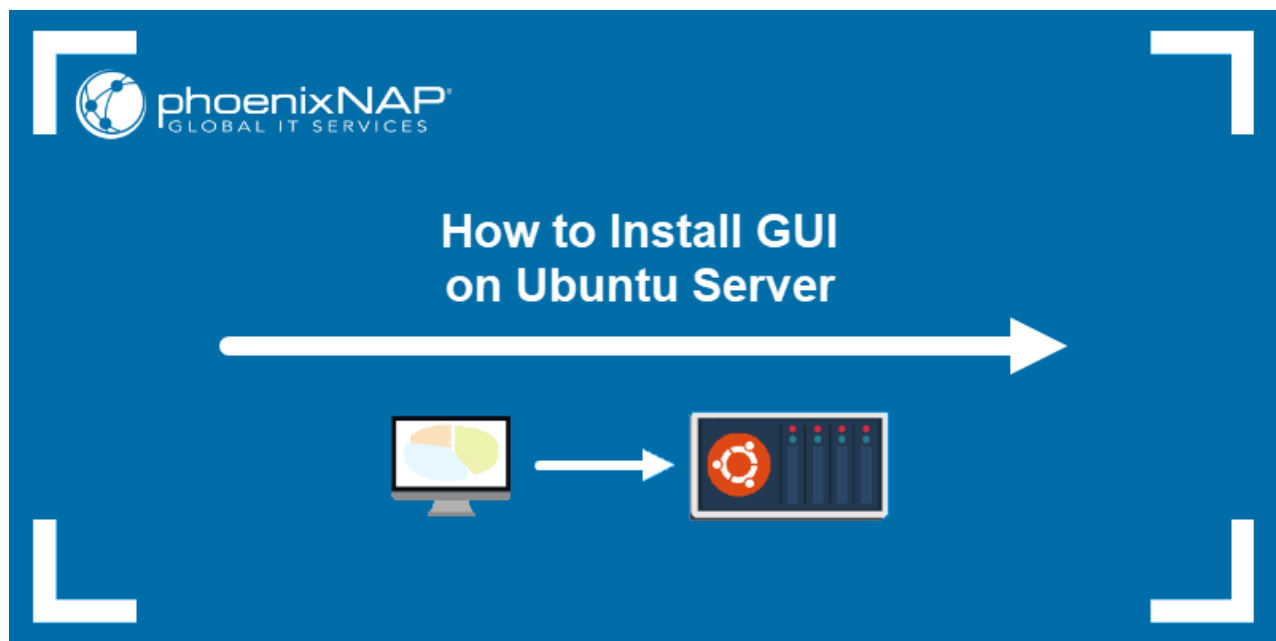 phoenixNAP®
GLOBAL IT SERVICES
How to Install GUI
on Ubuntu Server